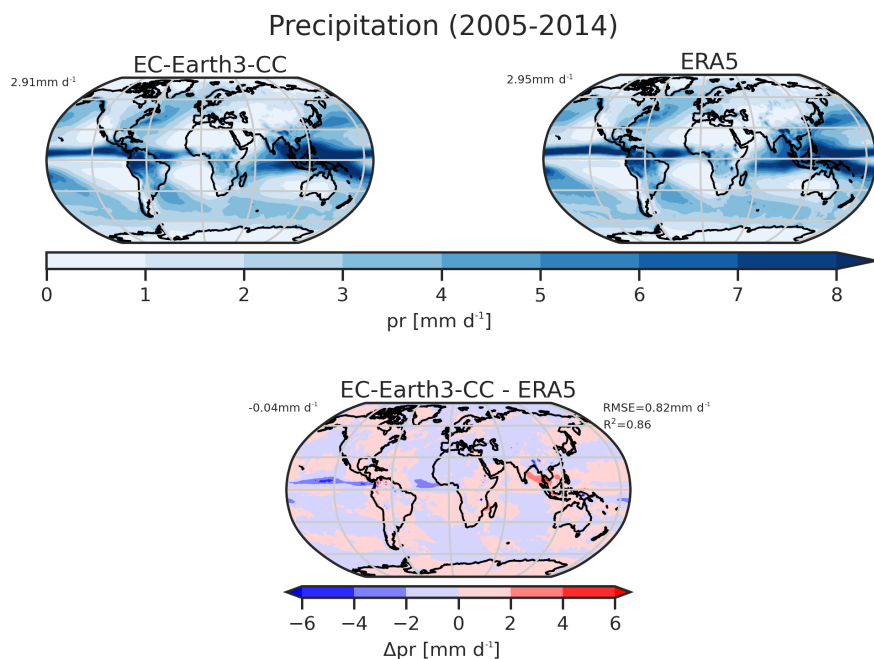 Precipitation (2005-2014)
EC-Earth3-CC
2.91mm d⁻¹
ERA5
2.95mm d⁻¹
0 1 2 3 4 5 6 7 8
pr [mm d⁻¹]
EC-Earth3-CC - ERA5
-0.04mm d⁻¹
RMSE=0.82mm d⁻¹
R²=0.86
−6 −4 −2 0 2 4 6
Δpr [mm d⁻¹]